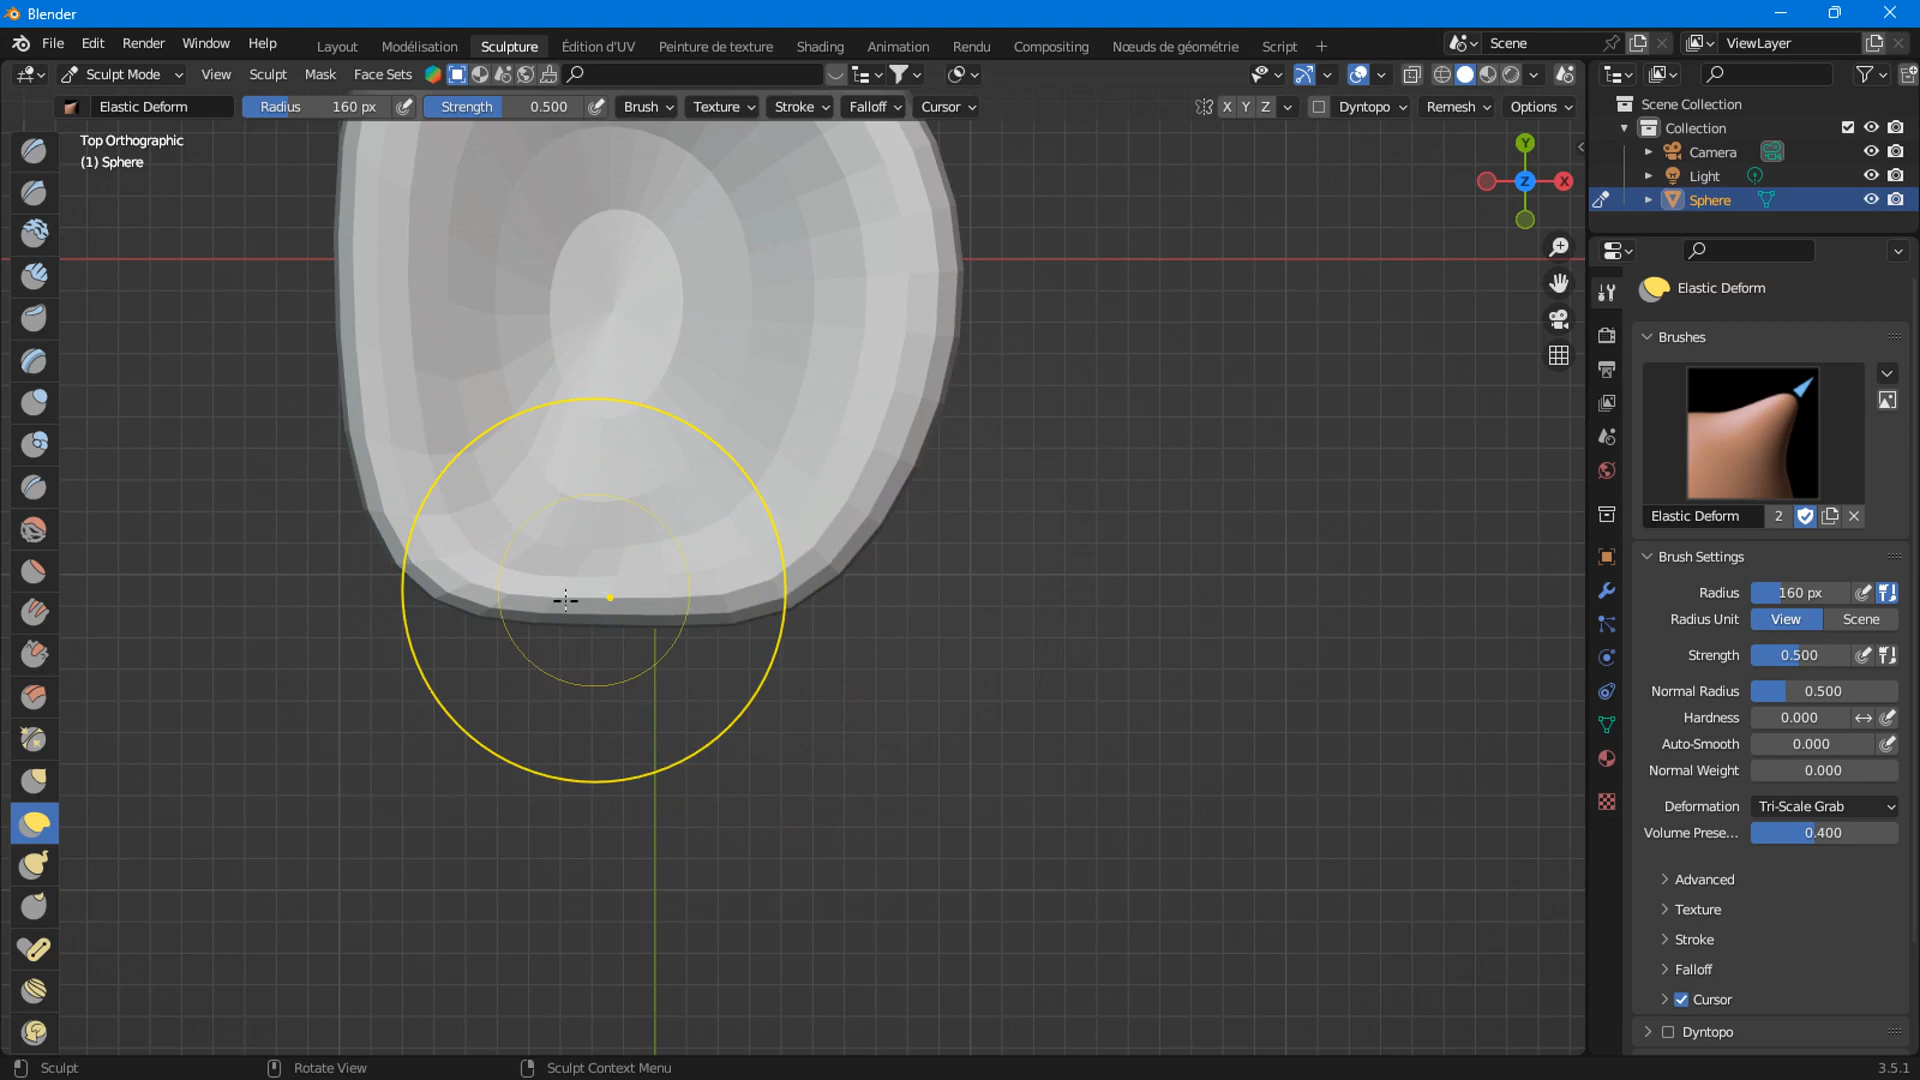 Blender
File Edit Render Window Help Layout Modélisation Sculpture Édition d'UV Peinture de texture Shading Animation Rendu Compositing Nœuds de géométrie Script + Scene ViewLayer
Sculpt Mode View Sculpt Mask Face Sets
Elastic Deform Radius 160 px Strength 0.500 Brush Texture Stroke Falloff Cursor X Y Z Dyntopo Remesh Options
Top Orthographic
(1) Sphere
Y
Z X
Scene Collection
Collection
Camera
Light
Sphere
Elastic Deform
Brushes
Elastic Deform 2
Brush Settings
Radius 160 px
Radius Unit View Scene
Strength 0.500
Normal Radius 0.500
Hardness 0.000
Auto-Smooth 0.000
Normal Weight 0.000
Deformation Tri-Scale Grab
Volume Prese... 0.400
Advanced
Texture
Stroke
Falloff
Cursor
Dyntopo
Sculpt Rotate View Sculpt Context Menu 3.5.1